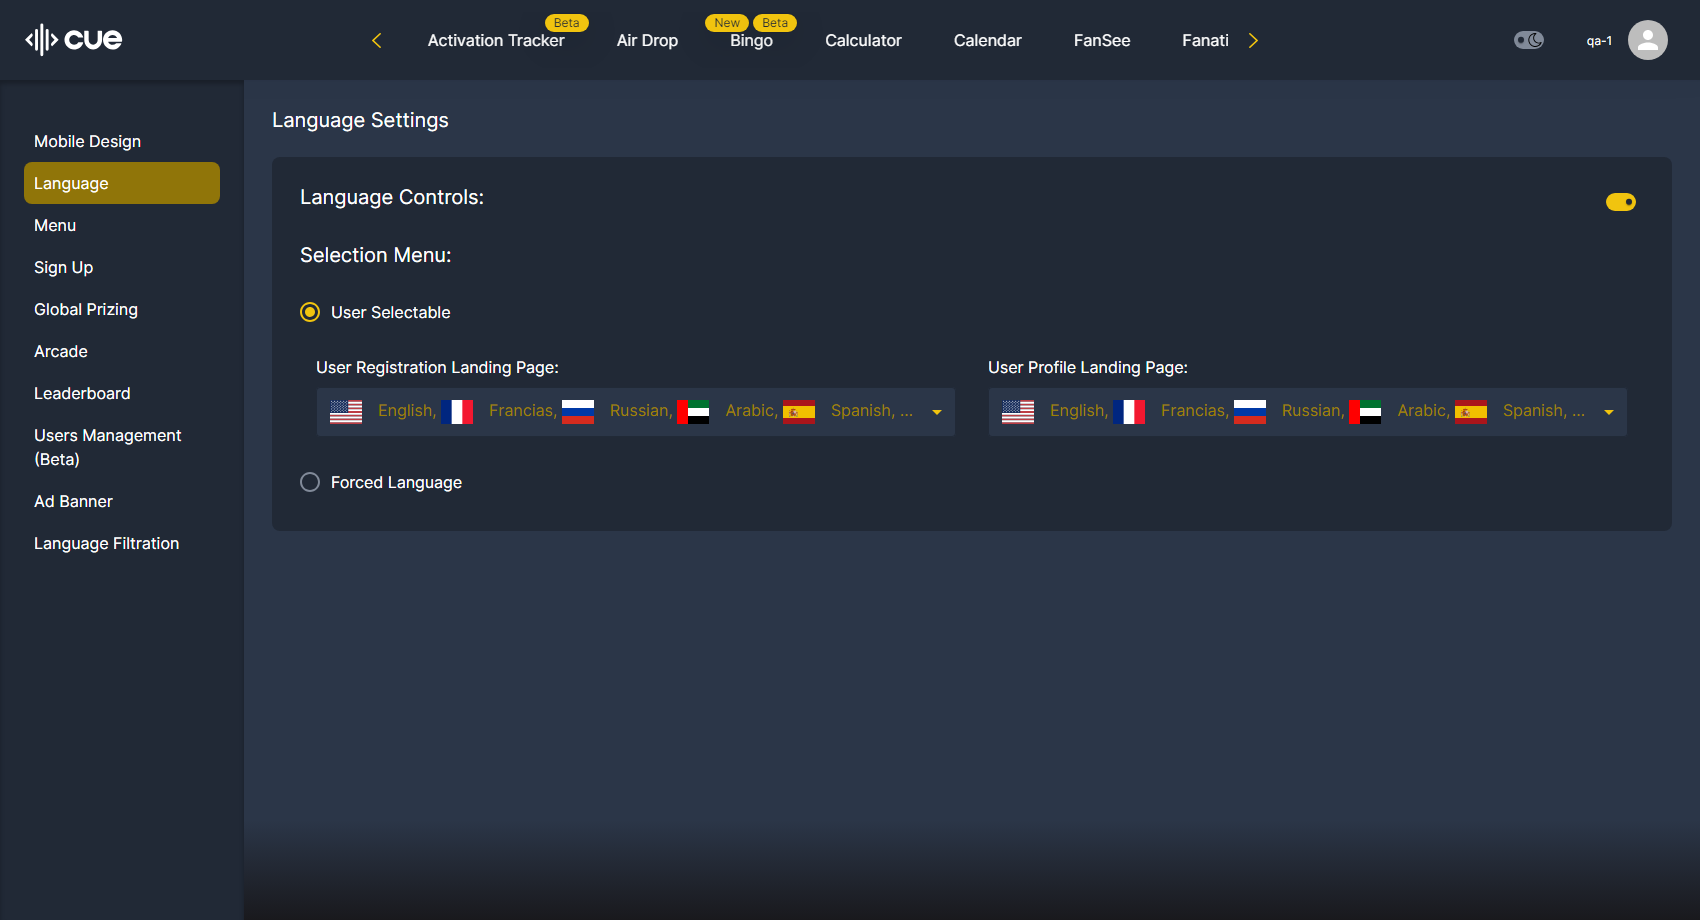 cue
Beta
New
Beta
Activation Tracker
Air Drop
Bingo
Calculator
Calendar
FanSee
Fanati
qa-1
Mobile Design
Language
Menu
Sign Up
Global Prizing
Arcade
Leaderboard
Users Management
(Beta)
Ad Banner
Language Filtration
Language Settings
Language Controls:
Selection Menu:
User Selectable
User Registration Landing Page:
English, Francias, Russian, Arabic, Spanish, ...
User Profile Landing Page:
English, Francias, Russian, Arabic, Spanish, ...
Forced Language